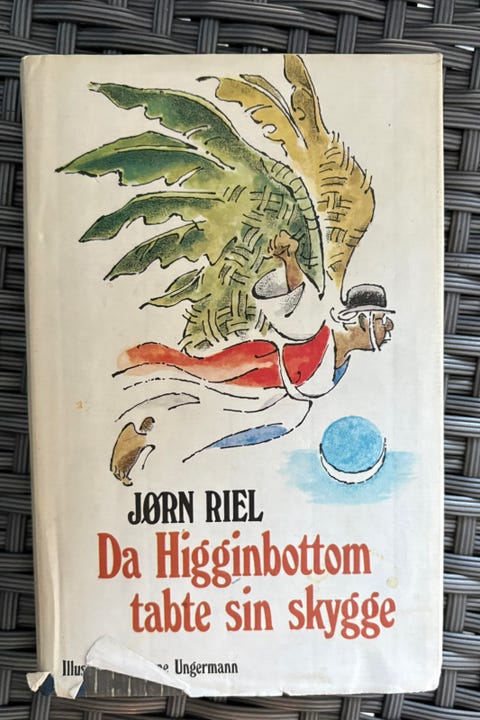 JØRN RIEL
Da Higginbottom
tabte sin skygge
Ungermann